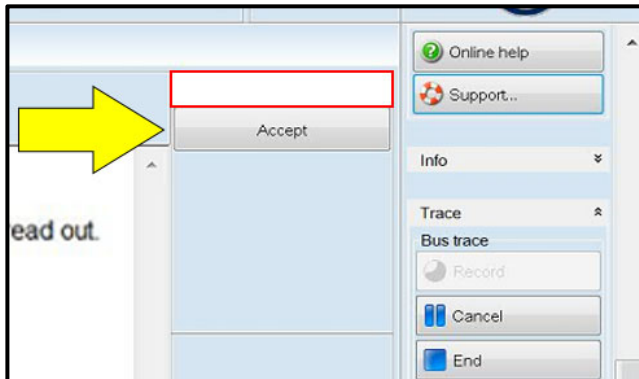 Online help
Support...
Accept
Info
ead out.
Trace
Bus trace
Record
Cancel
End